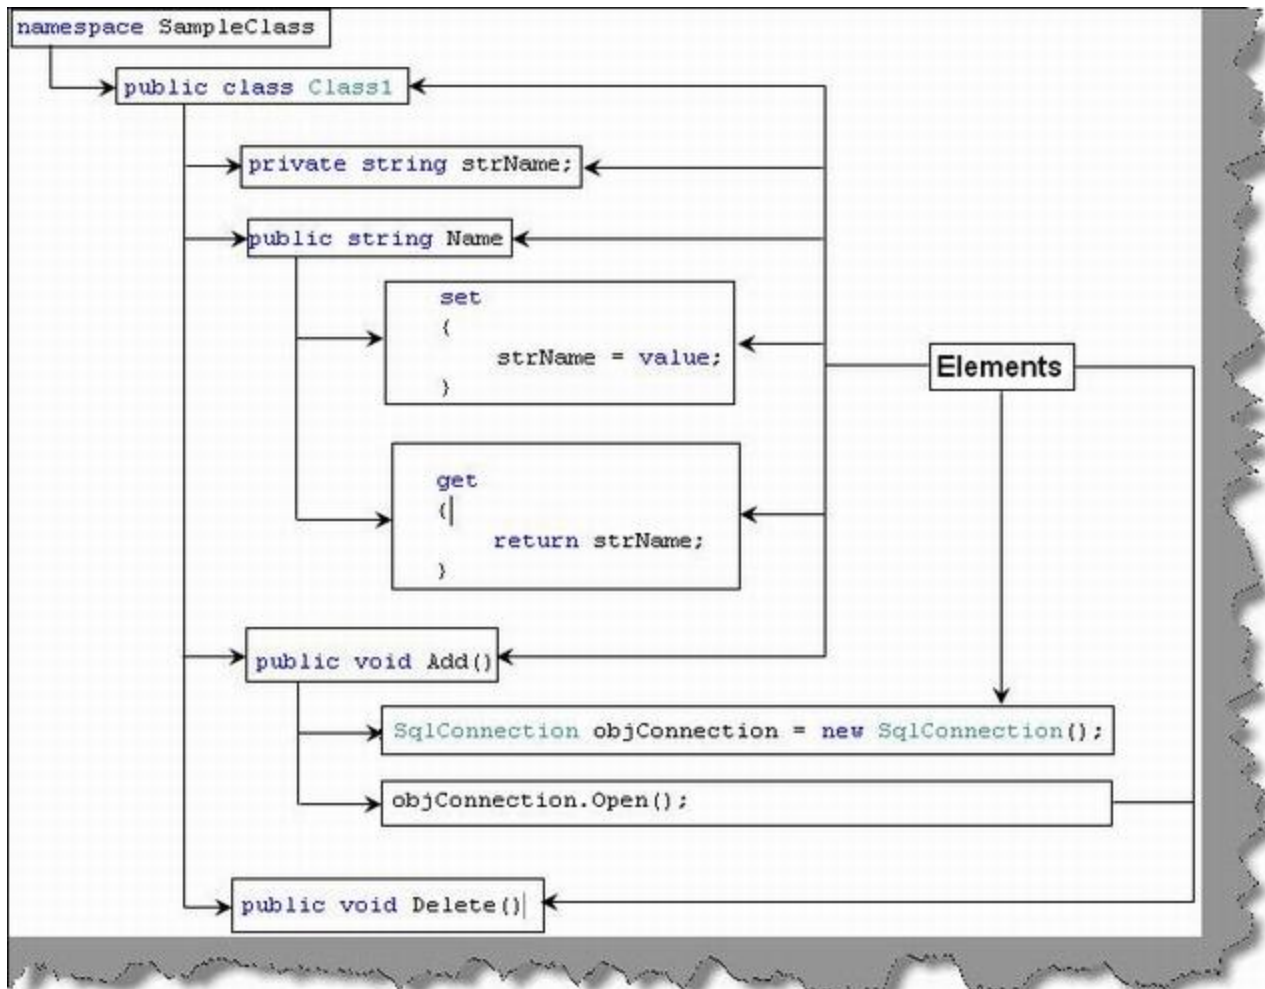 namespace SampleClass
public class Class1
private string strName;
public string Name
set
{
strName = value;
}
Elements
get
{
return strName;
}
public void Add()
SqlConnection objConnection = new SqlConnection();
objConnection.Open();
public void Delete()